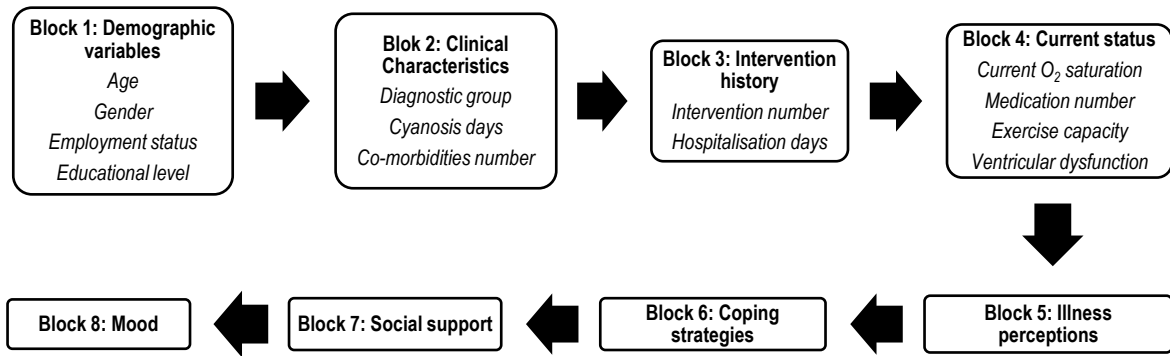 Block 1: Demographic
variables
Age
Gender
Employment status
Educational level
Blok 2: Clinical
Characteristics
Diagnostic group
Cyanosis days
Co-morbidities number
Block 3: Intervention
history
Intervention number
Hospitalisation days
Block 4: Current status
Current O₂ saturation
Medication number
Exercise capacity
Ventricular dysfunction
Block 5: Illness
perceptions
Block 6: Coping
strategies
Block 7: Social support
Block 8: Mood